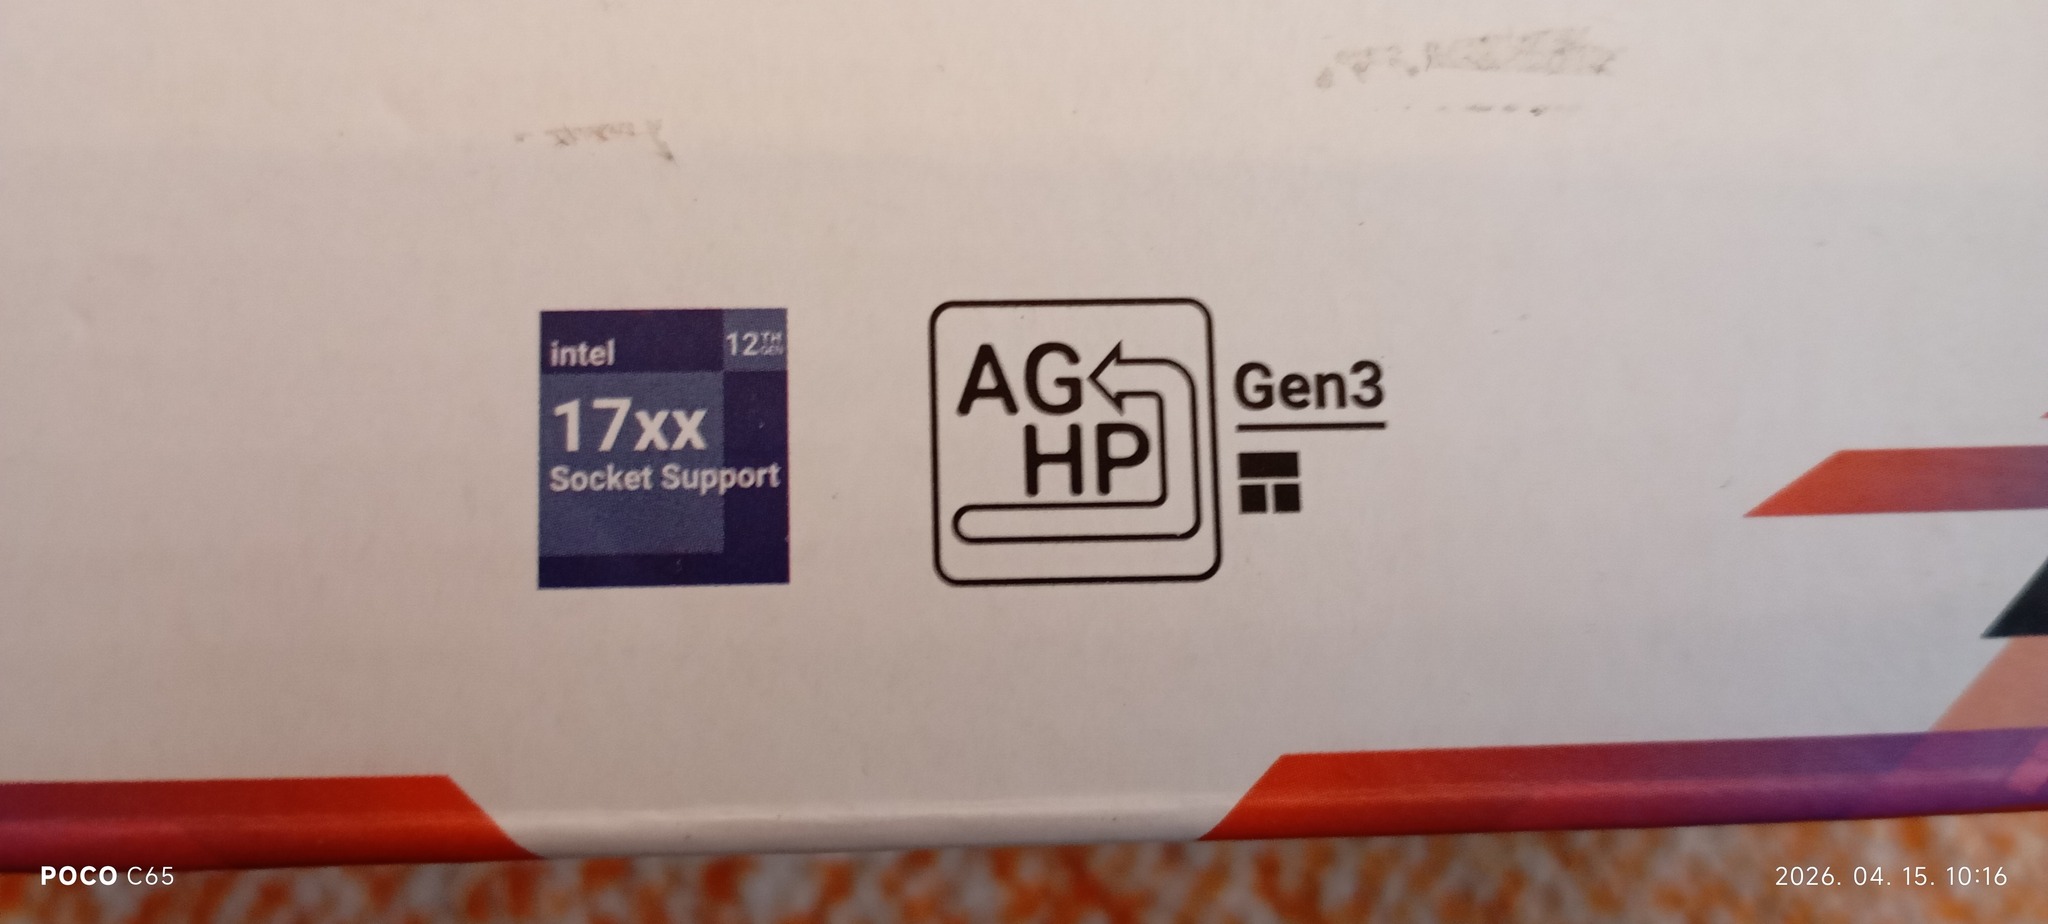 intel
12TH GEN
17xx
Socket Support
AG
HP
Gen3
POCO C65
2026. 04. 15. 10:16